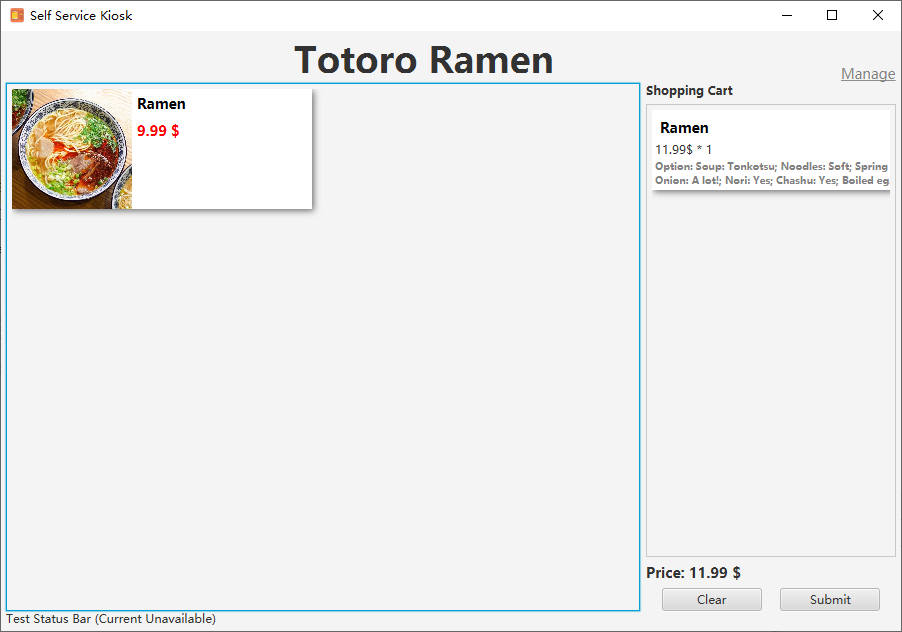 Self Service Kiosk
Totoro Ramen
Manage
Ramen
9.99 $
Shopping Cart
Ramen
11.99$ * 1
Option: Soup: Tonkotsu; Noodles: Soft; Spring
Onion: A lot!; Nori: Yes; Chashu: Yes; Boiled eg
Price: 11.99 $
Clear
Submit
Test Status Bar (Current Unavailable)